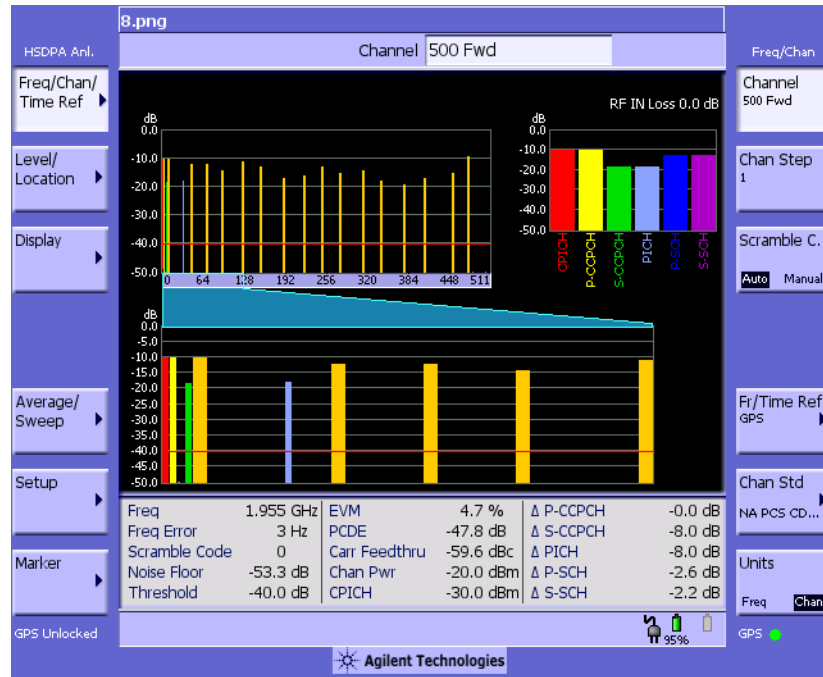 8.png
HSDPA Anl.
Channel 500 Fwd
Freq/Chan
Freq/Chan/
Time Ref
Level/
Location
Display
Average/
Sweep
Setup
Marker
GPS Unlocked
RF IN Loss 0.0 dB
dB
0.0
-10.0
-20.0
-30.0
-40.0
-50.0
0 64 128 192 256 320 384 448 511
dB
0.0
-10.0
-20.0
-30.0
-40.0
-50.0
CPICH
P-CCPCH
S-CCPCH
PICH
P-SCH
S-SCH
dB
0.0
-5.0
-10.0
-15.0
-20.0
-25.0
-30.0
-35.0
-40.0
-45.0
-50.0
Freq 1.955 GHz EVM 4.7 % Δ P-CCPCH -0.0 dB
Freq Error 3 Hz PCDE -47.8 dB Δ S-CCPCH -8.0 dB
Scramble Code 0 Carr Feedthru -59.6 dBc Δ PICH -8.0 dB
Noise Floor -53.3 dB Chan Pwr -20.0 dBm Δ P-SCH -2.6 dB
Threshold -40.0 dB CPICH -30.0 dBm Δ S-SCH -2.2 dB
95%
Agilent Technologies
Channel
500 Fwd
Chan Step
1
Scramble C.
Auto Manual
Fr/Time Ref
GPS
Chan Std
NA PCS CD...
Units
Freq Chan
GPS